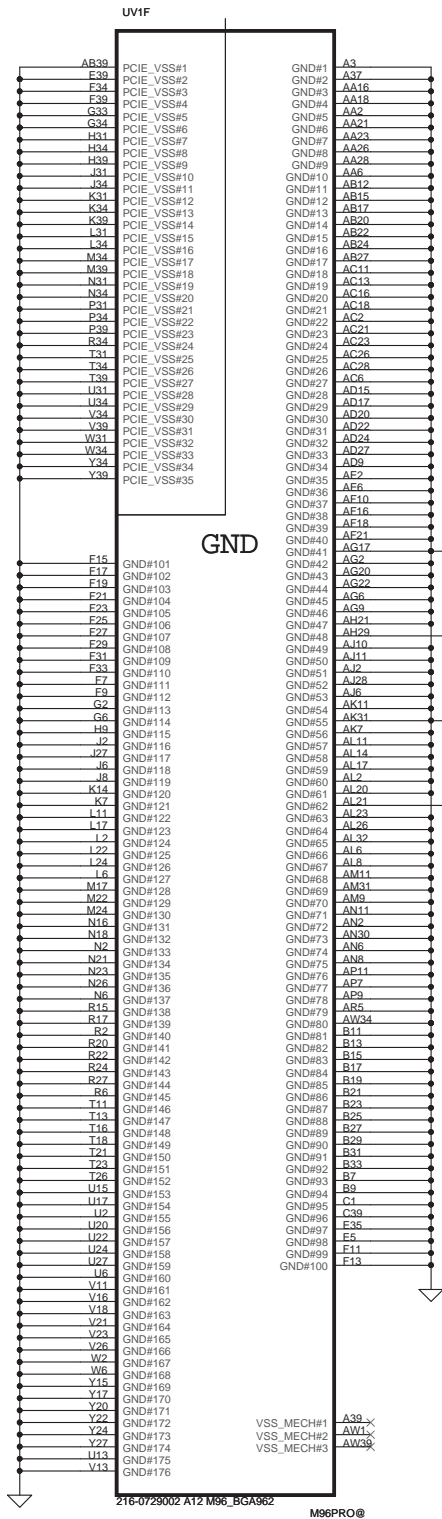 UV1F
AB39 PCIE_VSS#1
E39 PCIE_VSS#2
F34 PCIE_VSS#3
F39 PCIE_VSS#4
G33 PCIE_VSS#5
G34 PCIE_VSS#6
H31 PCIE_VSS#7
H34 PCIE_VSS#8
H39 PCIE_VSS#9
J31 PCIE_VSS#10
J34 PCIE_VSS#11
K31 PCIE_VSS#12
K34 PCIE_VSS#13
K39 PCIE_VSS#14
L31 PCIE_VSS#15
L34 PCIE_VSS#16
M34 PCIE_VSS#17
M39 PCIE_VSS#18
N31 PCIE_VSS#19
N34 PCIE_VSS#20
P31 PCIE_VSS#21
P34 PCIE_VSS#22
P39 PCIE_VSS#23
R34 PCIE_VSS#24
T31 PCIE_VSS#25
T34 PCIE_VSS#26
T39 PCIE_VSS#27
U31 PCIE_VSS#28
U34 PCIE_VSS#29
V34 PCIE_VSS#30
V39 PCIE_VSS#31
W31 PCIE_VSS#32
W34 PCIE_VSS#33
Y34 PCIE_VSS#34
Y39 PCIE_VSS#35
GND
F15 GND#101
F17 GND#102
F19 GND#103
F21 GND#104
F23 GND#105
F25 GND#106
F27 GND#107
F29 GND#108
F31 GND#109
F33 GND#110
F7 GND#111
F9 GND#112
G2 GND#113
G6 GND#114
H9 GND#115
J2 GND#116
J27 GND#117
J6 GND#118
J8 GND#119
K14 GND#120
K7 GND#121
L11 GND#122
L17 GND#123
L2 GND#124
L22 GND#125
L24 GND#126
L6 GND#127
M17 GND#128
M22 GND#129
M24 GND#130
N16 GND#131
N18 GND#132
N2 GND#133
N21 GND#134
N23 GND#135
N26 GND#136
N6 GND#137
R15 GND#138
R17 GND#139
R2 GND#140
R20 GND#141
R22 GND#142
R24 GND#143
R27 GND#144
R6 GND#145
T11 GND#146
T13 GND#147
T16 GND#148
T18 GND#149
T21 GND#150
T23 GND#151
T26 GND#152
U15 GND#153
U17 GND#154
U2 GND#155
U20 GND#156
U22 GND#157
U24 GND#158
U27 GND#159
U6 GND#160
V11 GND#161
V16 GND#162
V18 GND#163
V21 GND#164
V23 GND#165
V26 GND#166
W2 GND#167
W6 GND#168
Y15 GND#169
Y17 GND#170
Y20 GND#171
Y22 GND#172
Y24 GND#173
Y27 GND#174
U13 GND#175
V13 GND#176
GND#1 A3
GND#2 A37
GND#3 AA16
GND#4 AA18
GND#5 AA2
GND#6 AA21
GND#7 AA23
GND#8 AA26
GND#9 AA28
GND#10 AA6
GND#11 AB12
GND#12 AB15
GND#13 AB17
GND#14 AB20
GND#15 AB22
GND#16 AB24
GND#17 AB27
GND#18 AC11
GND#19 AC13
GND#20 AC16
GND#21 AC18
GND#22 AC2
GND#23 AC21
GND#24 AC23
GND#25 AC26
GND#26 AC28
GND#27 AC6
GND#28 AD15
GND#29 AD17
GND#30 AD20
GND#31 AD22
GND#32 AD24
GND#33 AD27
GND#34 AD9
GND#35 AE2
GND#36 AE6
GND#37 AF10
GND#38 AF16
GND#39 AF18
GND#40 AF21
GND#41 AG17
GND#42 AG2
GND#43 AG20
GND#44 AG22
GND#45 AG6
GND#46 AG9
GND#47 AH21
GND#48 AH29
GND#49 AJ10
GND#50 AJ11
GND#51 AJ2
GND#52 AJ28
GND#53 AJ6
GND#54 AK11
GND#55 AK31
GND#56 AK7
GND#57 AL11
GND#58 AL14
GND#59 AL17
GND#60 AL2
GND#61 AL20
GND#62 AL21
GND#63 AL23
GND#64 AL26
GND#65 AL32
GND#66 AL6
GND#67 AL8
GND#68 AM11
GND#69 AM31
GND#70 AM9
GND#71 AN11
GND#72 AN2
GND#73 AN30
GND#74 AN6
GND#75 AN8
GND#76 AP11
GND#77 AP7
GND#78 AP9
GND#79 AR5
GND#80 AW34
GND#81 B11
GND#82 B13
GND#83 B15
GND#84 B17
GND#85 B19
GND#86 B21
GND#87 B23
GND#88 B25
GND#89 B27
GND#90 B29
GND#91 B31
GND#92 B33
GND#93 B7
GND#94 B9
GND#95 C1
GND#96 C39
GND#97 E35
GND#98 E5
GND#99 F11
GND#100 F13
VSS_MECH#1 A39
VSS_MECH#2 AW1
VSS_MECH#3 AW39
216-0729002 A12 M96_BGA962
M96PRO@